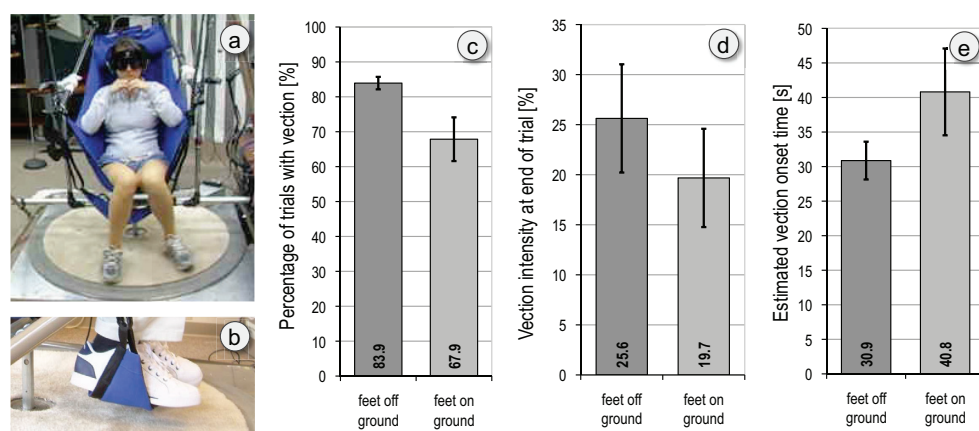 a
b
c
Percentage of trials with vection [%]
100
90
80
70
60
50
40
30
20
10
0
83.9
67.9
feet off
ground
feet on
ground
d
Vection intensity at end of trial [%]
35
30
25
20
15
10
5
0
25.6
19.7
feet off
ground
feet on
ground
e
Estimated vection onset time [s]
50
45
40
35
30
25
20
15
10
5
0
30.9
40.8
feet off
ground
feet on
ground